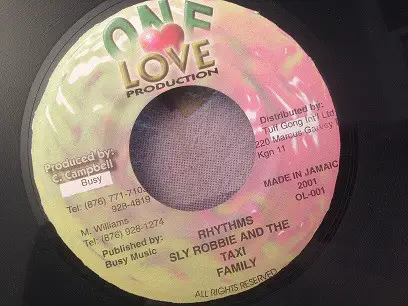 ONE
LOVE
PRODUCTION
Produced by:
C. Campbell
Busy
Tel: (876) 771-7103
928-4819
M. Williams
Tel: (876) 928-1274
Published by:
Busy Music
Distributed by:
Tuff Gong Int'l Ltd
220 Marcus Garvey
Kgn 11
MADE IN JAMAIC
2001
OL-001
RHYTHMS
SLY ROBBIE AND THE
TAXI
FAMILY
ALL RIGHTS RESERVED